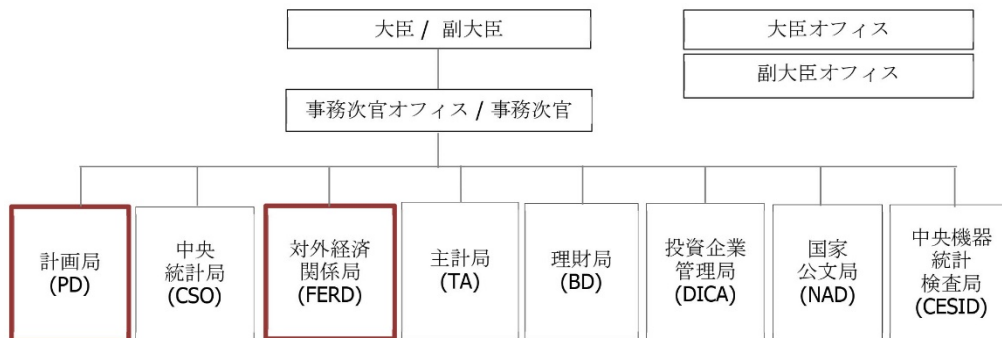 大臣 / 副大臣
大臣オフィス
副大臣オフィス
事務次官オフィス / 事務次官
計画局
(PD)
中央
統計局
(CSO)
対外経済
関係局
(FERD)
主計局
(TA)
理財局
(BD)
投資企業
管理局
(DICA)
国家
公文局
(NAD)
中央機器
統計
検査局
(CESID)